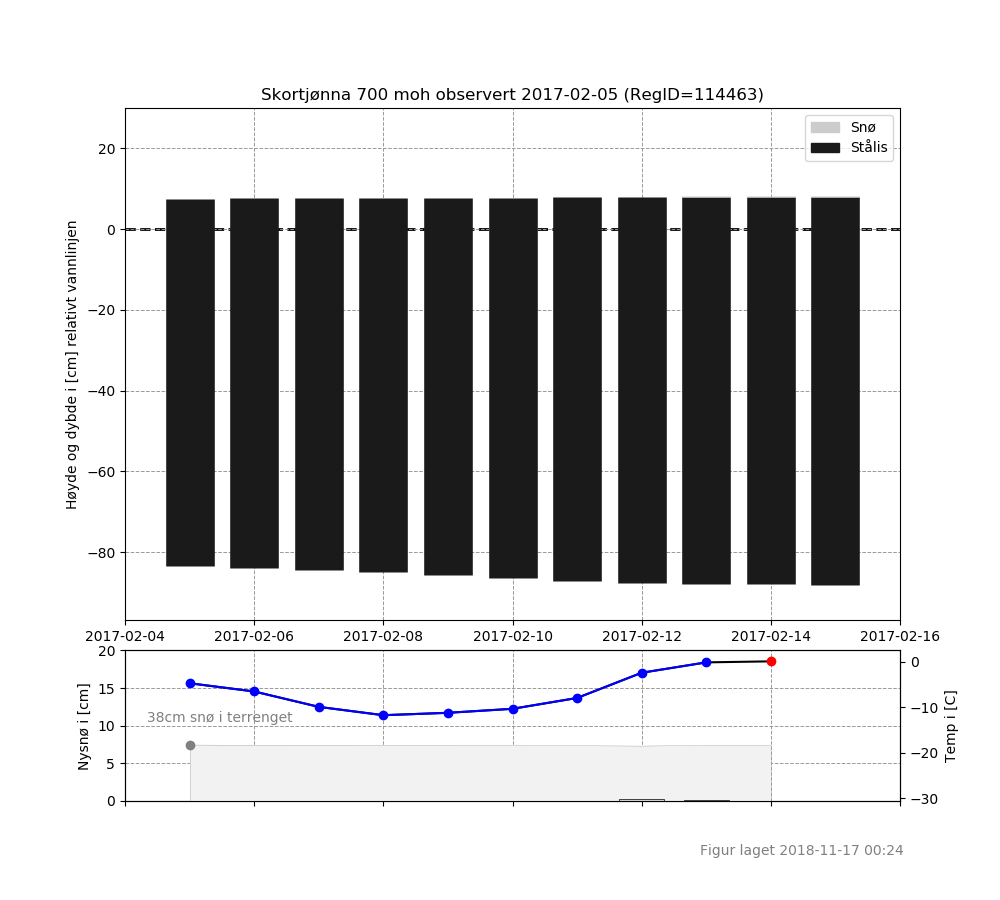 Skortjønna 700 moh observert 2017-02-05 (RegID=114463)
Snø
Stålis
20
0
−20
−40
−60
−80
Høyde og dybde i [cm] relativt vannlinjen
2017-02-04 2017-02-06 2017-02-08 2017-02-10 2017-02-12 2017-02-14 2017-02-16
20
15
10
5
0
Nysnø i [cm]
38cm snø i terrenget
0
−10
−20
−30
Temp i [C]
Figur laget 2018-11-17 00:24